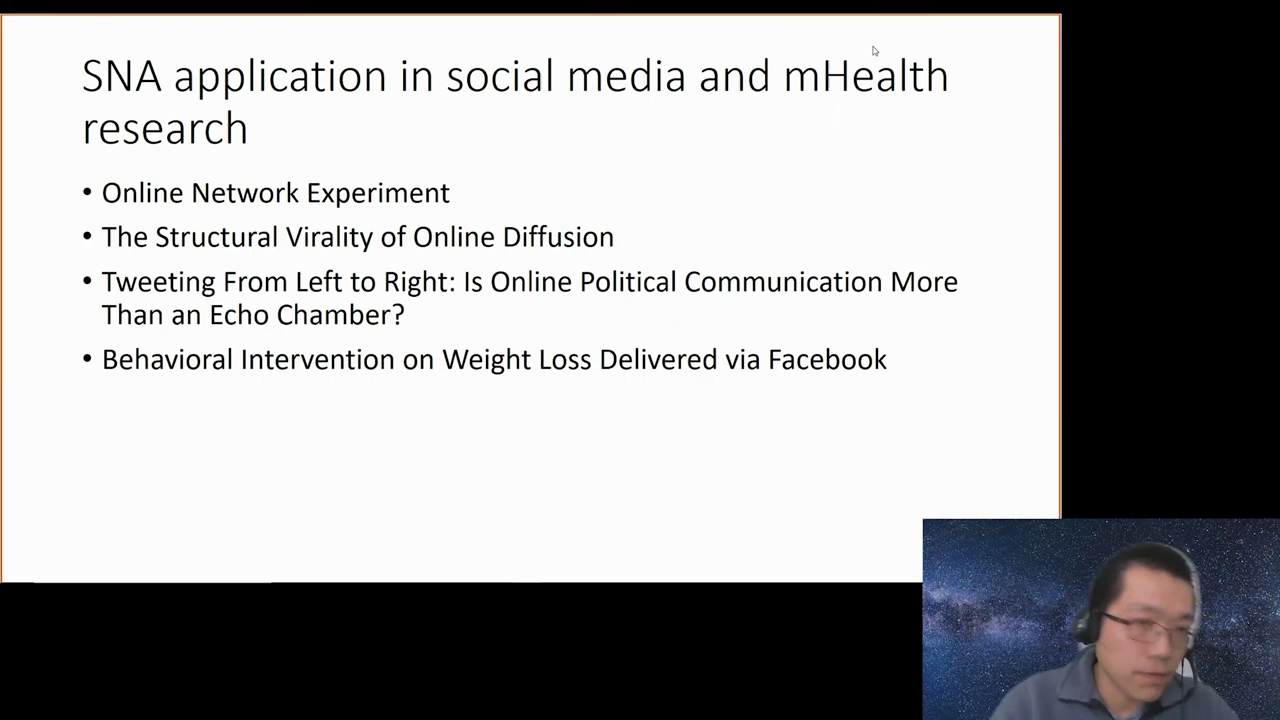 SNA application in social media and mHealth
research
• Online Network Experiment
• The Structural Virality of Online Diffusion
• Tweeting From Left to Right: Is Online Political Communication More
Than an Echo Chamber?
• Behavioral Intervention on Weight Loss Delivered via Facebook